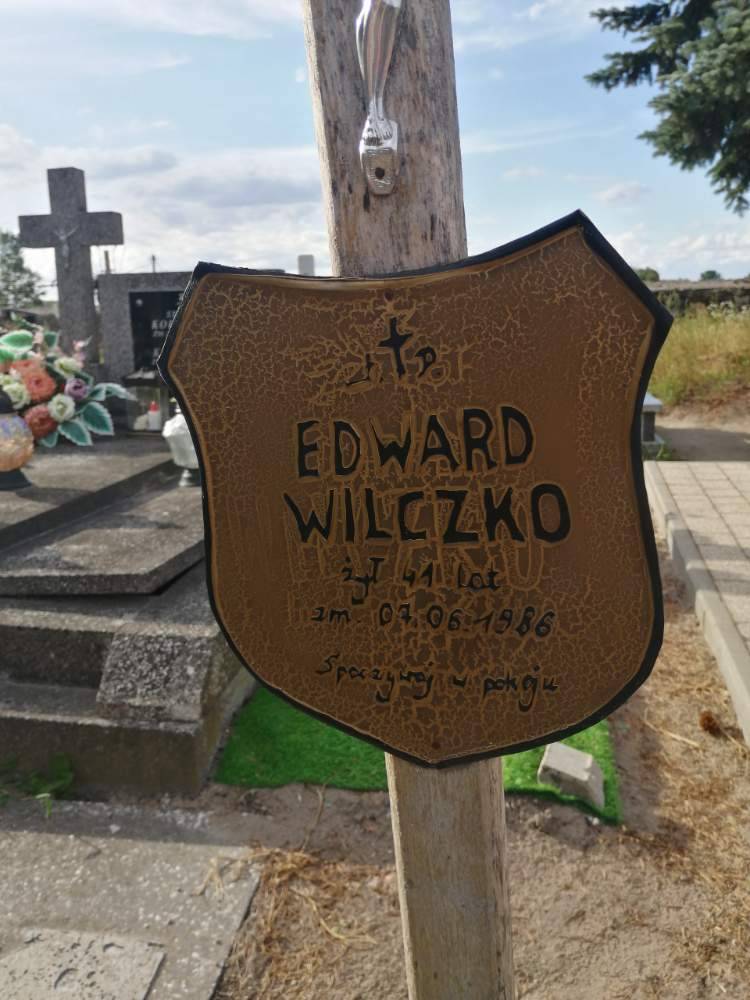 Ś † P
EDWARD
WILCZKO
żył 41 lat
zm. 07.06.1986
Spoczywaj w pokoju